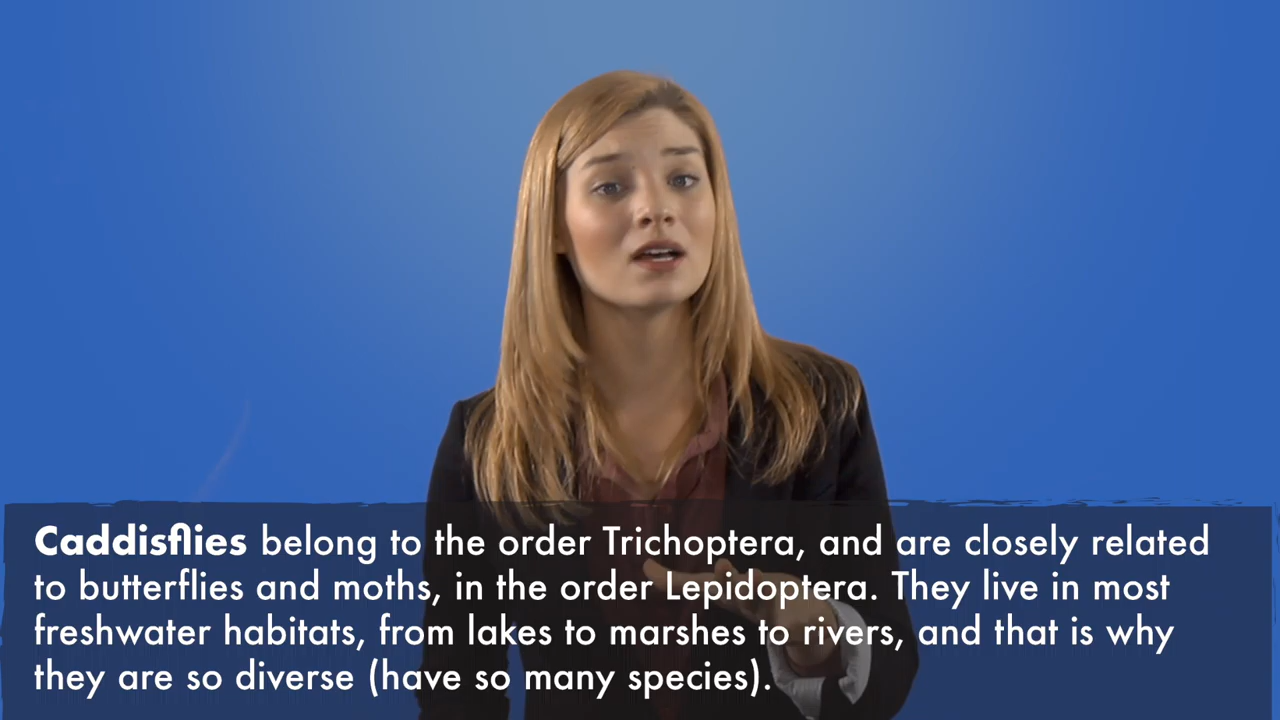 Caddisflies belong to the order Trichoptera, and are closely related
to butterflies and moths, in the order Lepidoptera. They live in most
freshwater habitats, from lakes to marshes to rivers, and that is why
they are so diverse (have so many species).